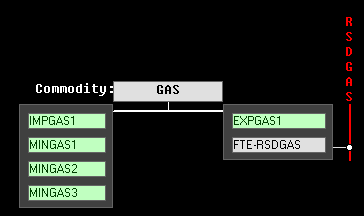 Commodity: GAS
IMPGAS1
MINGAS1
MINGAS2
MINGAS3
EXPGAS1
FTE-RSDGAS
RSDGAS